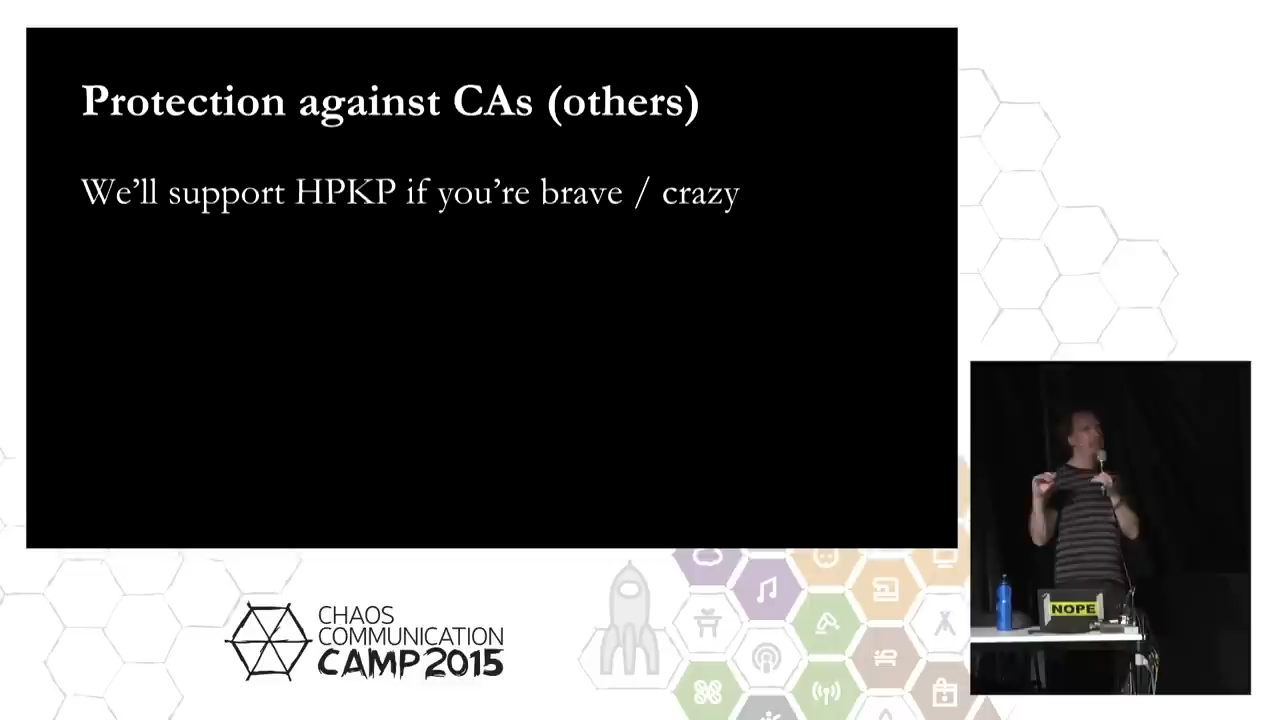 Protection against CAs (others)
We’ll support HPKP if you’re brave / crazy
NOPE
CHAOS
COMMUNICATION
CAMP 2015